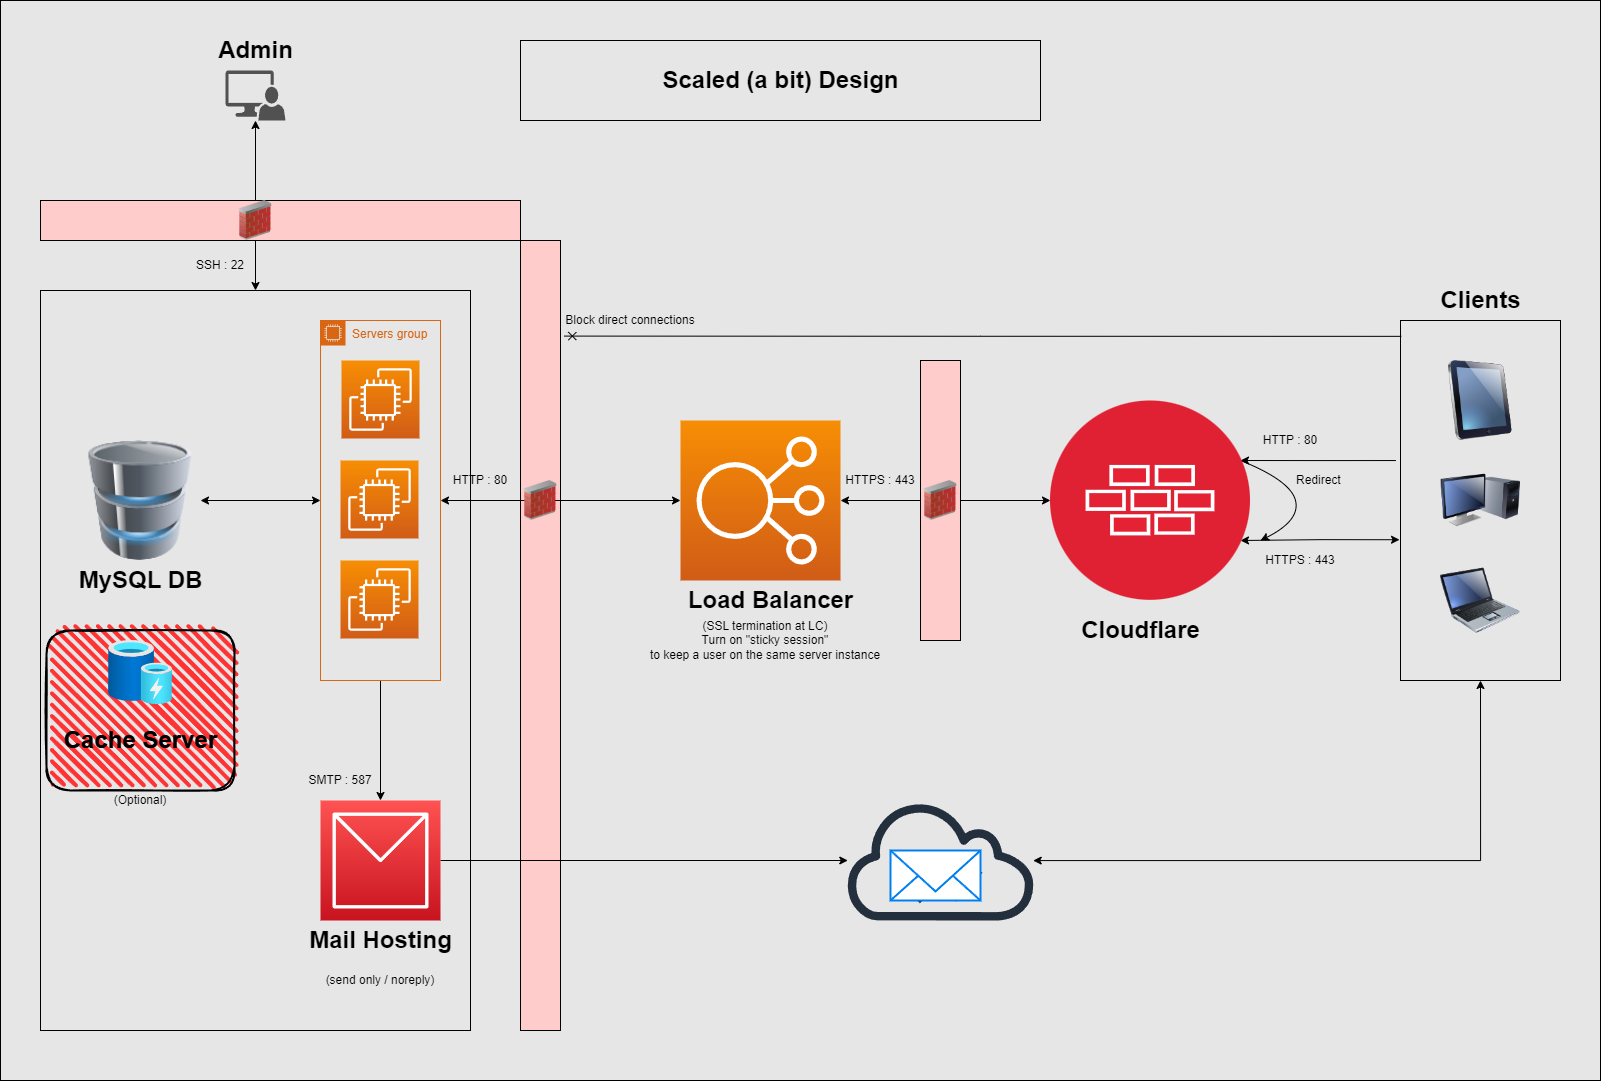 Admin
Scaled (a bit) Design
SSH : 22
Block direct connections
Clients
Servers group
HTTP : 80
HTTPS : 443
HTTP : 80
Redirect
HTTPS : 443
MySQL DB
Load Balancer
(SSL termination at LC)
Turn on "sticky session"
to keep a user on the same server instance
Cloudflare
Cache Server
(Optional)
SMTP : 587
Mail Hosting
(send only / noreply)